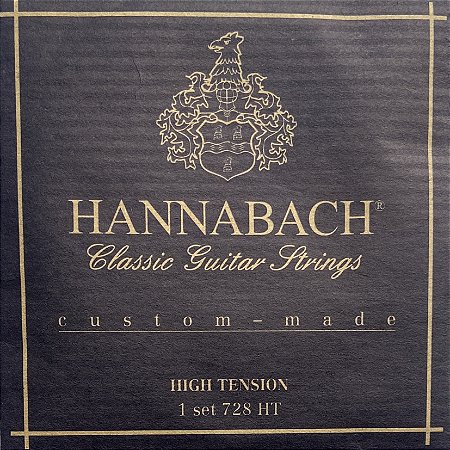 HANNABACH®
Classic Guitar Strings
custom-made
HIGH TENSION
1 set 728 HT